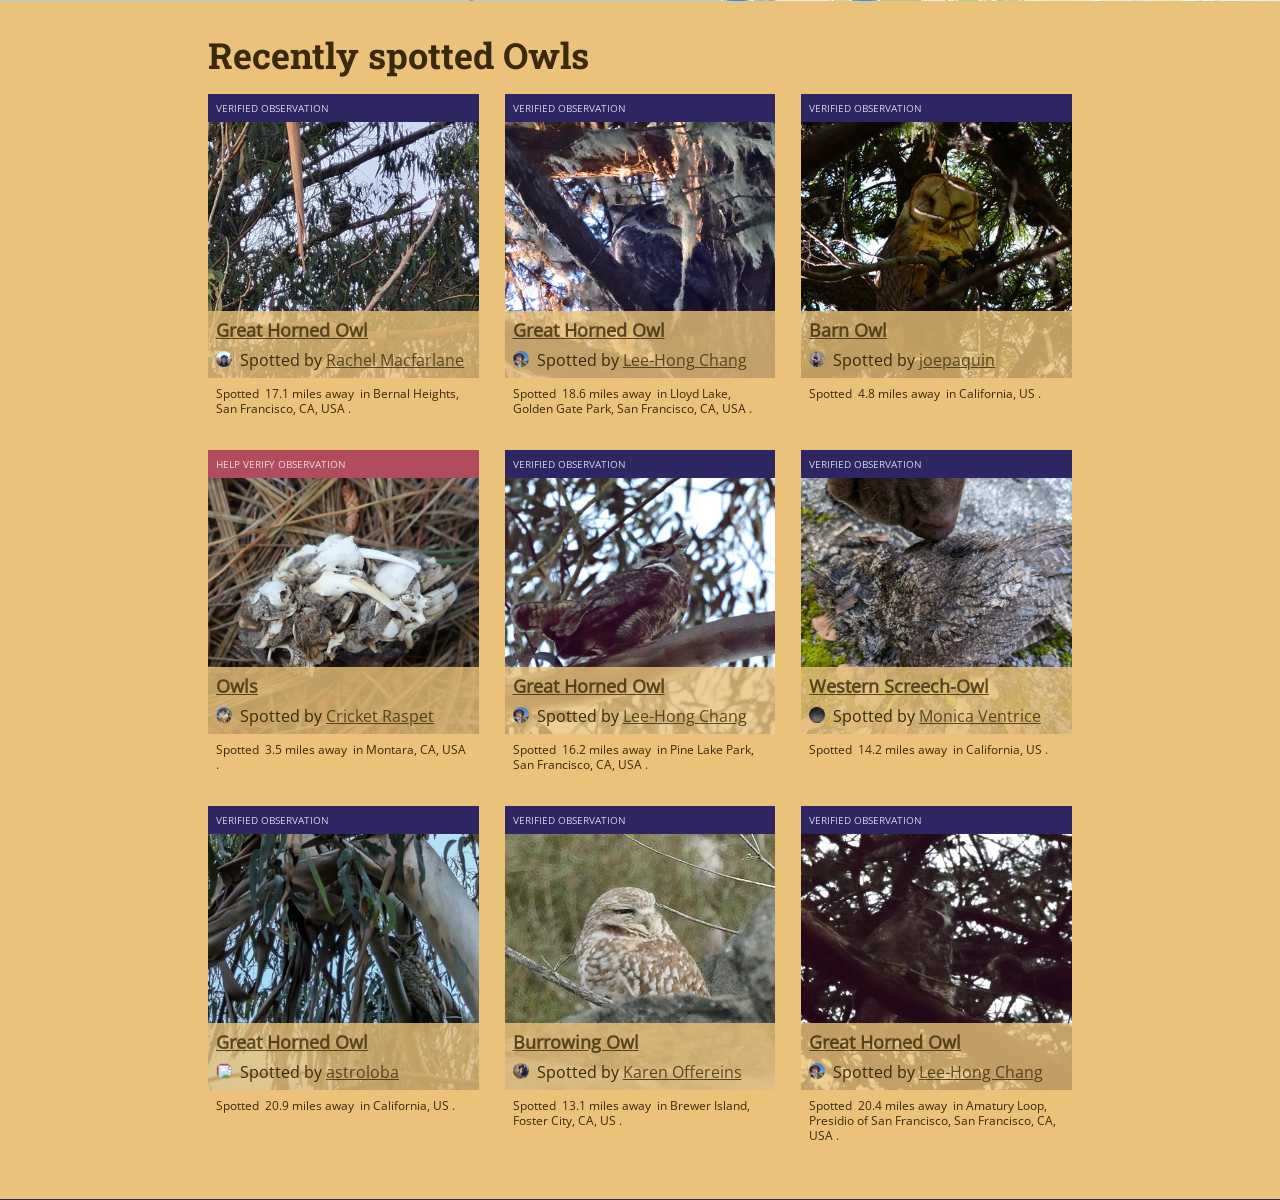 Recently spotted Owls
VERIFIED OBSERVATION
Great Horned Owl
Spotted by Rachel Macfarlane
Spotted 17.1 miles away in Bernal Heights,
San Francisco, CA, USA .
VERIFIED OBSERVATION
Great Horned Owl
Spotted by Lee-Hong Chang
Spotted 18.6 miles away in Lloyd Lake,
Golden Gate Park, San Francisco, CA, USA .
VERIFIED OBSERVATION
Barn Owl
Spotted by joepaquin
Spotted 4.8 miles away in California, US .
HELP VERIFY OBSERVATION
Owls
Spotted by Cricket Raspet
Spotted 3.5 miles away in Montara, CA, USA
.
VERIFIED OBSERVATION
Great Horned Owl
Spotted by Lee-Hong Chang
Spotted 16.2 miles away in Pine Lake Park,
San Francisco, CA, USA .
VERIFIED OBSERVATION
Western Screech-Owl
Spotted by Monica Ventrice
Spotted 14.2 miles away in California, US .
VERIFIED OBSERVATION
Great Horned Owl
Spotted by astroloba
Spotted 20.9 miles away in California, US .
VERIFIED OBSERVATION
Burrowing Owl
Spotted by Karen Offereins
Spotted 13.1 miles away in Brewer Island,
Foster City, CA, US .
VERIFIED OBSERVATION
Great Horned Owl
Spotted by Lee-Hong Chang
Spotted 20.4 miles away in Amatury Loop,
Presidio of San Francisco, San Francisco, CA,
USA .